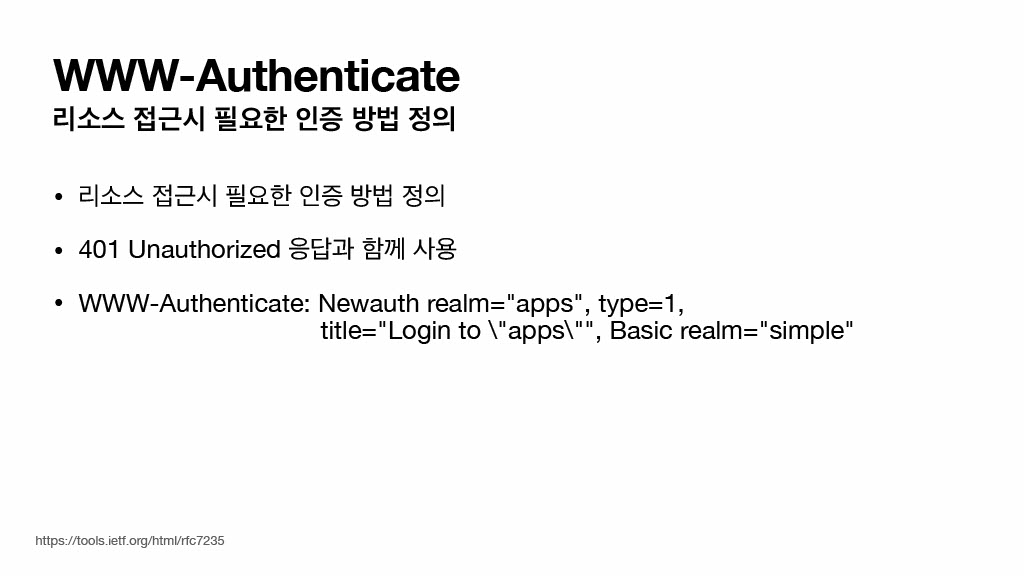 WWW-Authenticate
리소스 접근시 필요한 인증 방법 정의
• 리소스 접근시 필요한 인증 방법 정의
• 401 Unauthorized 응답과 함께 사용
• WWW-Authenticate: Newauth realm="apps", type=1,
title="Login to \"apps\"", Basic realm="simple"
https://tools.ietf.org/html/rfc7235